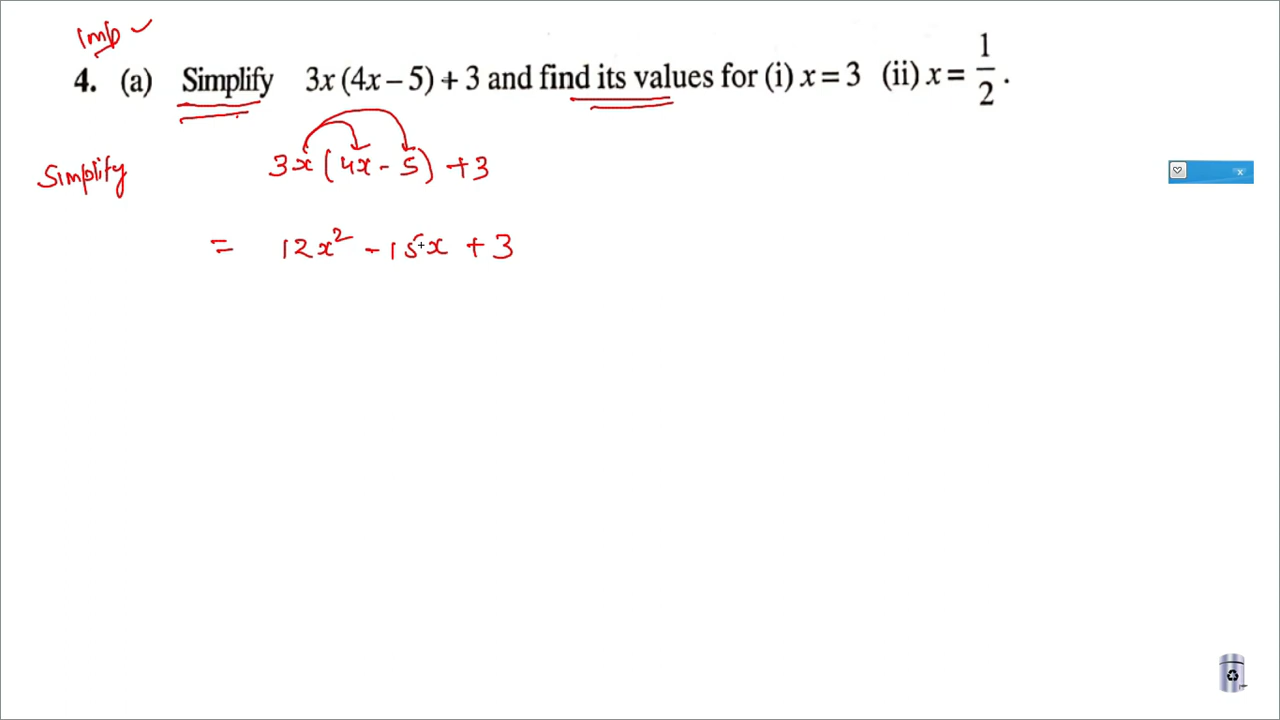 Imp ✓
4. (a) Simplify 3x (4x – 5) + 3 and find its values for (i) x = 3 (ii) x = 1/2 .
Simplify 3x (4x - 5) + 3
= 12x² - 15x + 3